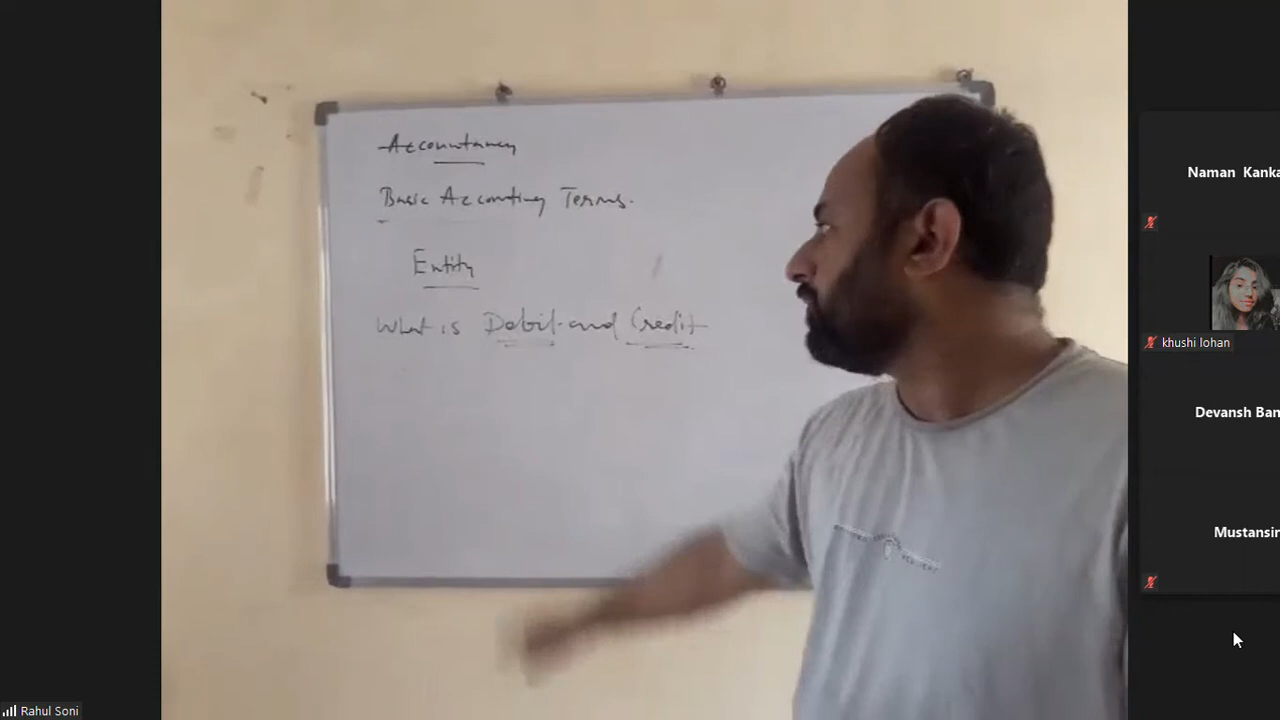 Accountancy
Basic Accounting Terms.
Entity
What is Debit and Credit
Naman Kanka
khushi lohan
Devansh Ban
Mustansir
Rahul Soni